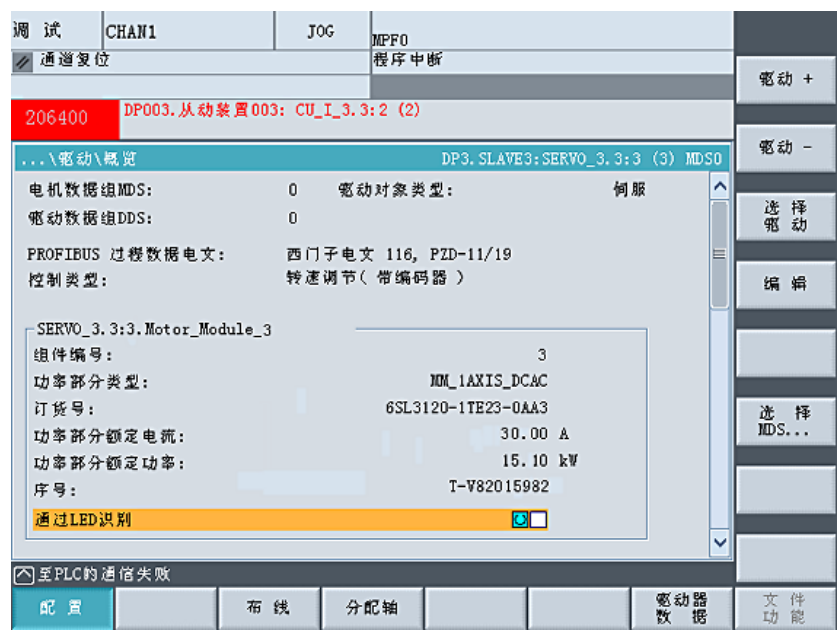 调 试 CHAN1 JOG MPF0
通道复位 程序中断
206400 DP003.从动装置003: CU_I_3.3:2 (2)
...\驱动\概览 DP3.SLAVE3:SERVO_3.3:3 (3) MDS0
电机数据组MDS: 0 驱动对象类型: 伺服
驱动数据组DDS: 0
PROFIBUS 过程数据电文: 西门子电文 116, PZD-11/19
控制类型: 转速调节( 带编码器 )
SERVO_3.3:3.Motor_Module_3
组件编号: 3
功率部分类型: MM_1AXIS_DCAC
订货号: 6SL3120-1TE23-0AA3
功率部分额定电流: 30.00 A
功率部分额定功率: 15.10 kW
序号: T-V82015982
通过LED识别
至PLC的通信失败
驱动 +
驱动 -
选 择
驱 动
编 辑
选 择
MDS...
配 置
布 线
分配轴
驱动器
数 据
文 件
功 能